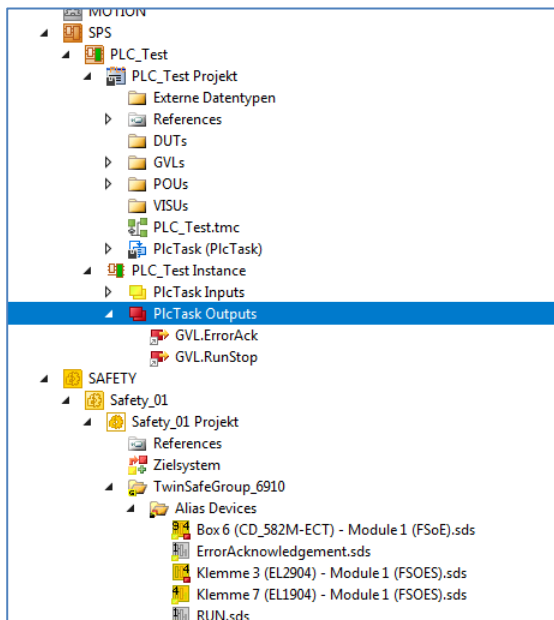 MOTION
SPS
PLC_Test
PLC_Test Projekt
Externe Datentypen
References
DUTs
GVLs
POUs
VISUs
PLC_Test.tmc
PlcTask (PlcTask)
PLC_Test Instance
PlcTask Inputs
PlcTask Outputs
GVL.ErrorAck
GVL.RunStop
SAFETY
Safety_01
Safety_01 Projekt
References
Zielsystem
TwinSafeGroup_6910
Alias Devices
Box 6 (CD_582M-ECT) - Module 1 (FSoE).sds
ErrorAcknowledgement.sds
Klemme 3 (EL2904) - Module 1 (FSOES).sds
Klemme 7 (EL1904) - Module 1 (FSOES).sds
RUN.sds